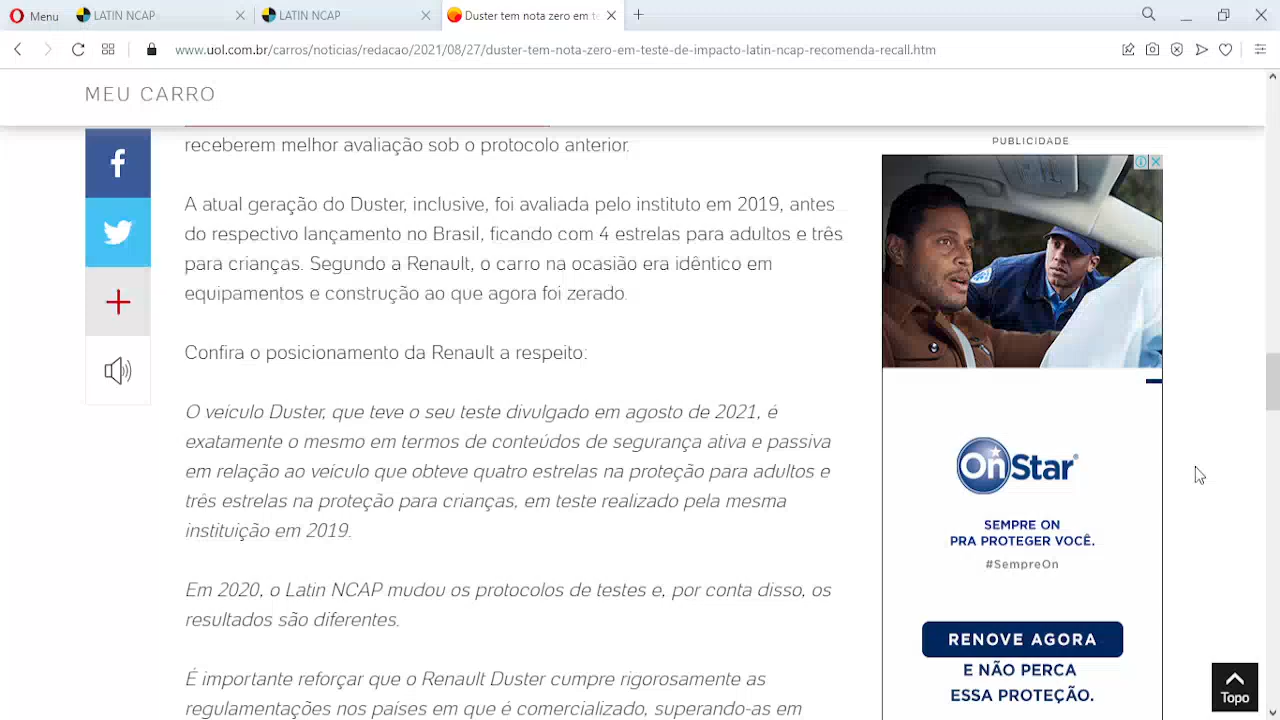 Menu
LATIN NCAP
LATIN NCAP
Duster tem nota zero em te
www.uol.com.br/carros/noticias/redacao/2021/08/27/duster-tem-nota-zero-em-teste-de-impacto-latin-ncap-recomenda-recall.htm
MEU CARRO
receberem melhor avaliação sob o protocolo anterior.
A atual geração do Duster, inclusive, foi avaliada pelo instituto em 2019, antes
do respectivo lançamento no Brasil, ficando com 4 estrelas para adultos e três
para crianças. Segundo a Renault, o carro na ocasião era idêntico em
equipamentos e construção ao que agora foi zerado.
Confira o posicionamento da Renault a respeito:
O veículo Duster, que teve o seu teste divulgado em agosto de 2021, é
exatamente o mesmo em termos de conteúdos de segurança ativa e passiva
em relação ao veículo que obteve quatro estrelas na proteção para adultos e
três estrelas na proteção para crianças, em teste realizado pela mesma
instituição em 2019.
Em 2020, o Latin NCAP mudou os protocolos de testes e, por conta disso, os
resultados são diferentes.
É importante reforçar que o Renault Duster cumpre rigorosamente as
regulamentações nos países em que é comercializado, superando-as em
PUBLICIDADE
OnStar
SEMPRE ON
PRA PROTEGER VOCÊ.
#SempreOn
RENOVE AGORA
E NÃO PERCA
ESSA PROTEÇÃO.
Topo